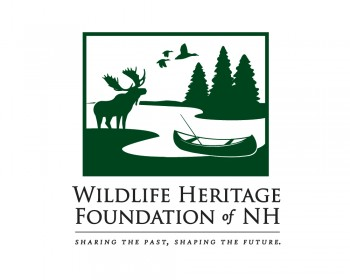 WILDLIFE HERITAGE
FOUNDATION of NH
SHARING THE PAST, SHAPING THE FUTURE.